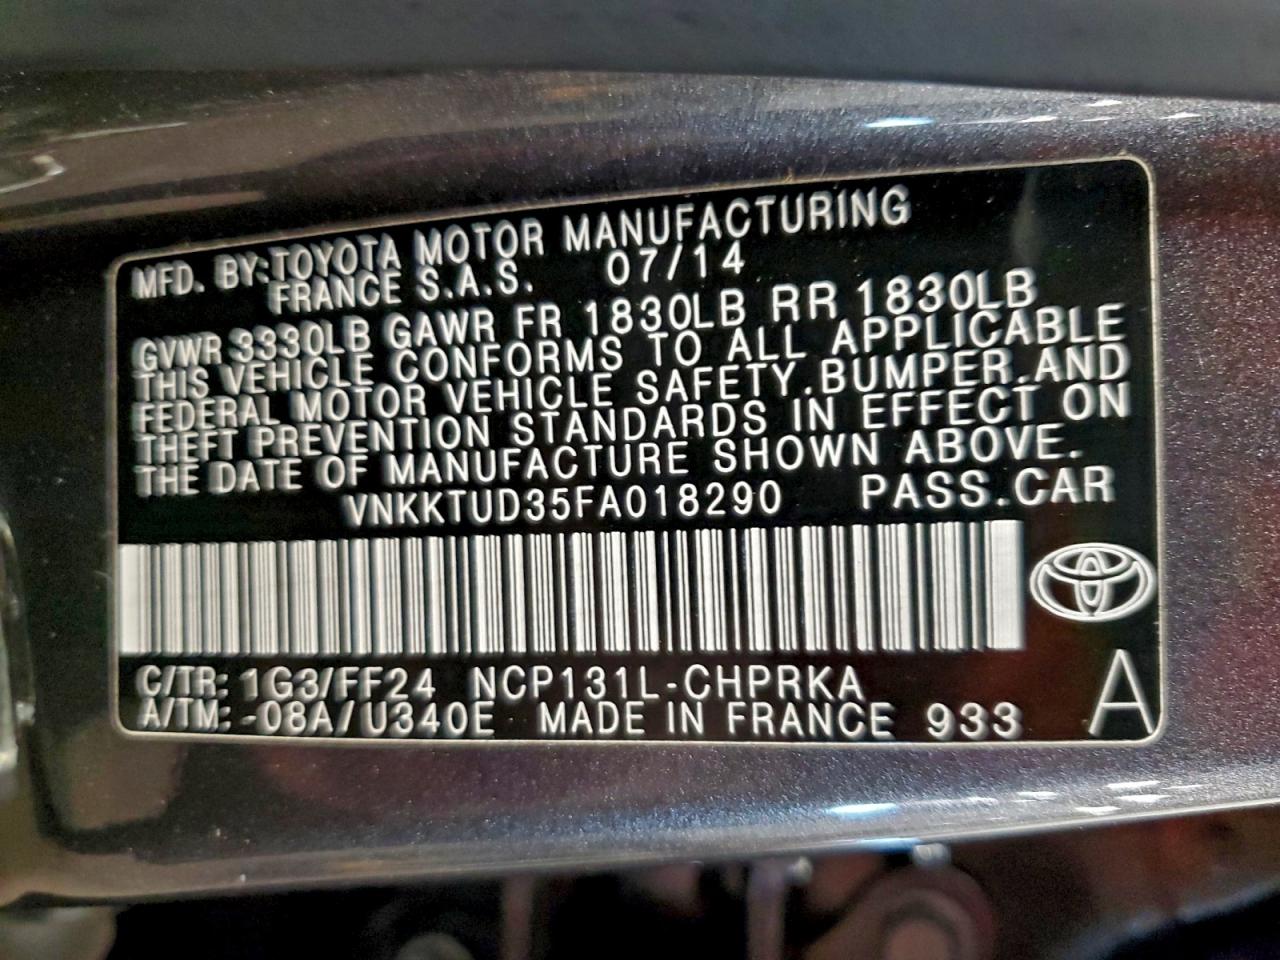 MFD. BY:TOYOTA MOTOR MANUFACTURING
FRANCE S.A.S. 07/14
GVWR 3330LB GAWR FR 1830LB RR 1830LB
THIS VEHICLE CONFORMS TO ALL APPLICABLE
FEDERAL MOTOR VEHICLE SAFETY,BUMPER,AND
THEFT PREVENTION STANDARDS IN EFFECT ON
THE DATE OF MANUFACTURE SHOWN ABOVE.
VNKKTUD35FA018290 PASS.CAR
C/TR: 1G3/FF24 NCP131L-CHPRKA
A/TM: -08A/U340E MADE IN FRANCE 933 A